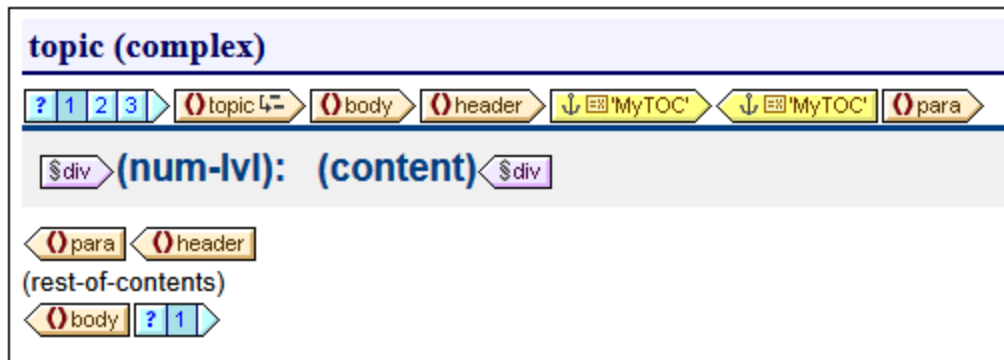 topic (complex)
? 1 2 3 ()topic ()body ()header 'MyTOC' 'MyTOC' ()para
§div (num-lvl): (content) §div
()para ()header
(rest-of-contents)
()body ? 1